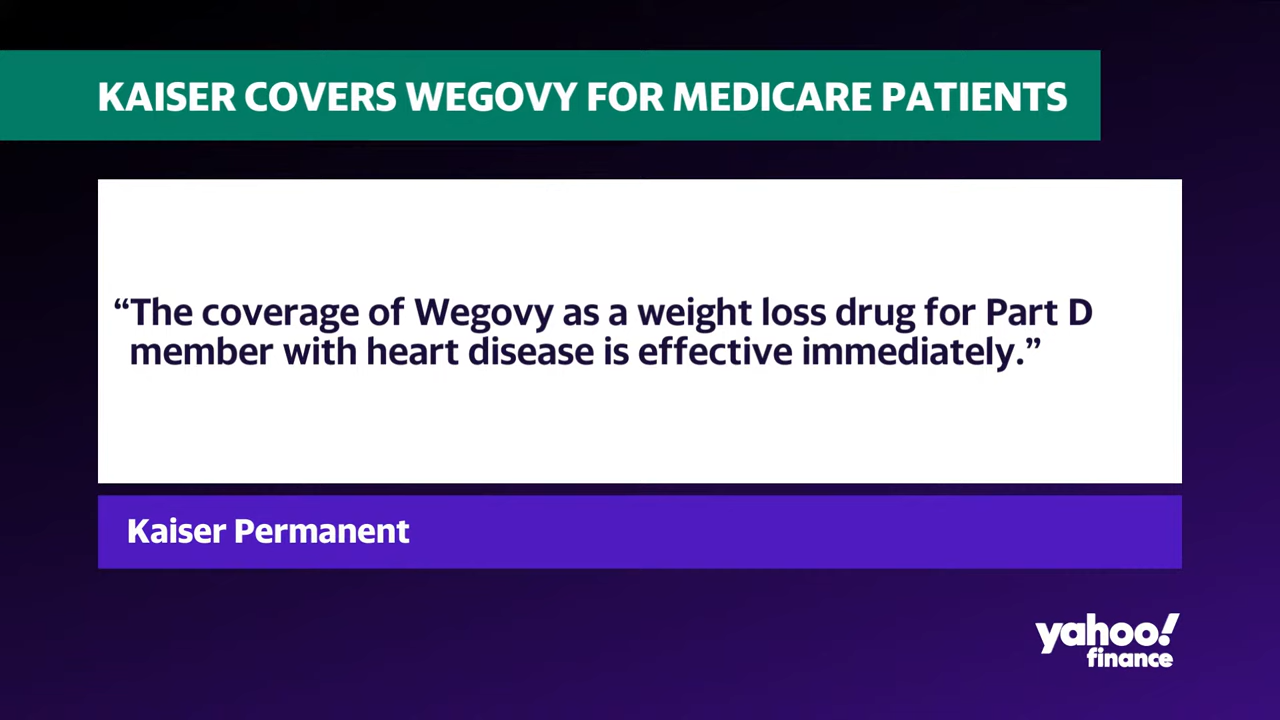 KAISER COVERS WEGOVY FOR MEDICARE PATIENTS
“The coverage of Wegovy as a weight loss drug for Part D
member with heart disease is effective immediately.”
Kaiser Permanent
yahoo!
finance